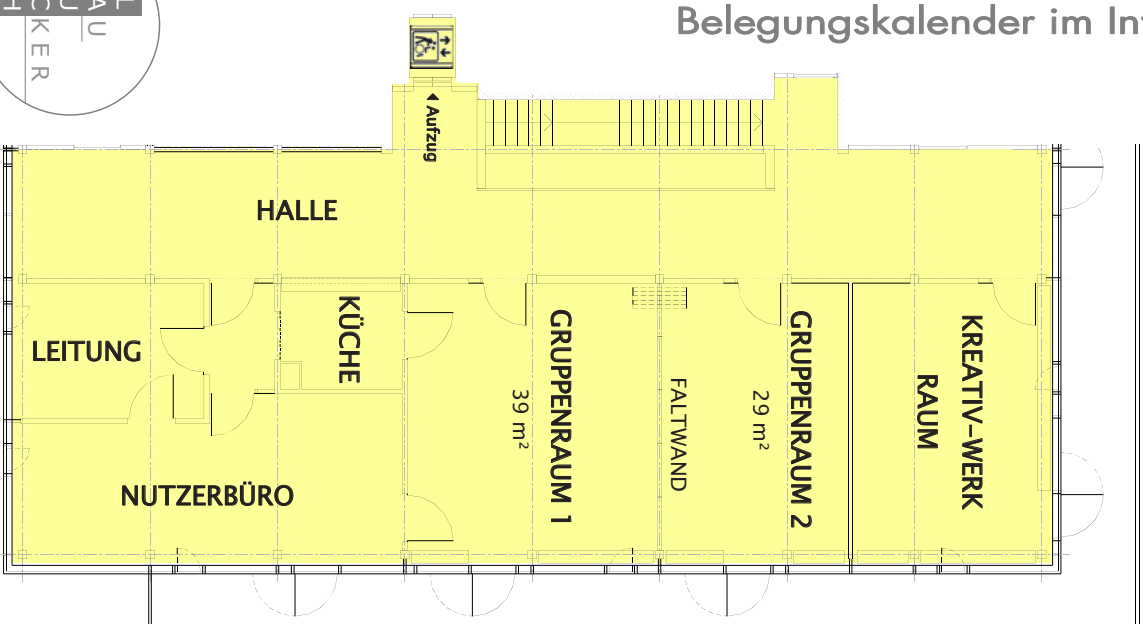 Belegungskalender im In
CKER
Aufzug
HALLE
LEITUNG
KÜCHE
NUTZERBÜRO
GRUPPENRAUM 1
39 m²
FALTWAND
GRUPPENRAUM 2
29 m²
KREATIV-WERK
RAUM